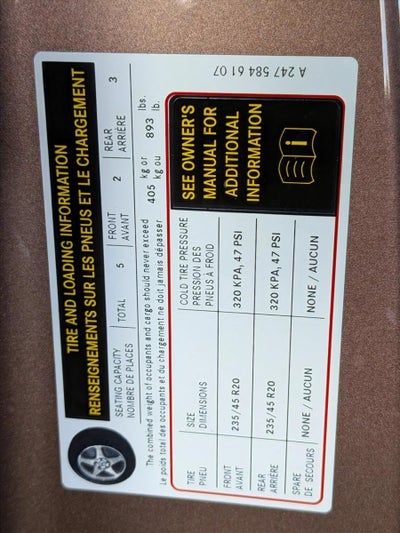 TIRE AND LOADING INFORMATION
RENSEIGNEMENTS SUR LES PNEUS ET LE CHARGEMENT
SEATING CAPACITY TOTAL 5 FRONT 2 REAR 3
NOMBRE DE PLACES AVANT ARRIÈRE
The combined weight of occupants and cargo should never exceed 405 kg or 893 lbs.
Le poids total des occupants et du chargement ne doit jamais dépasser kg ou lb.
TIRE SIZE COLD TIRE PRESSURE
PNEU DIMENSIONS PRESSION DES
PNEUS À FROID
FRONT 235/45 R20 320 KPA, 47 PSI
AVANT
REAR 235/45 R20 320 KPA, 47 PSI
ARRIÈRE
SPARE NONE / AUCUN NONE / AUCUN
DE SECOURS
SEE OWNER'S
MANUAL FOR
ADDITIONAL
INFORMATION
i
A 247 584 61 07